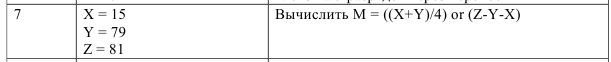 7 X = 15 Вычислить M = ((X+Y)/4) or (Z-Y-X)
Y = 79
Z = 81